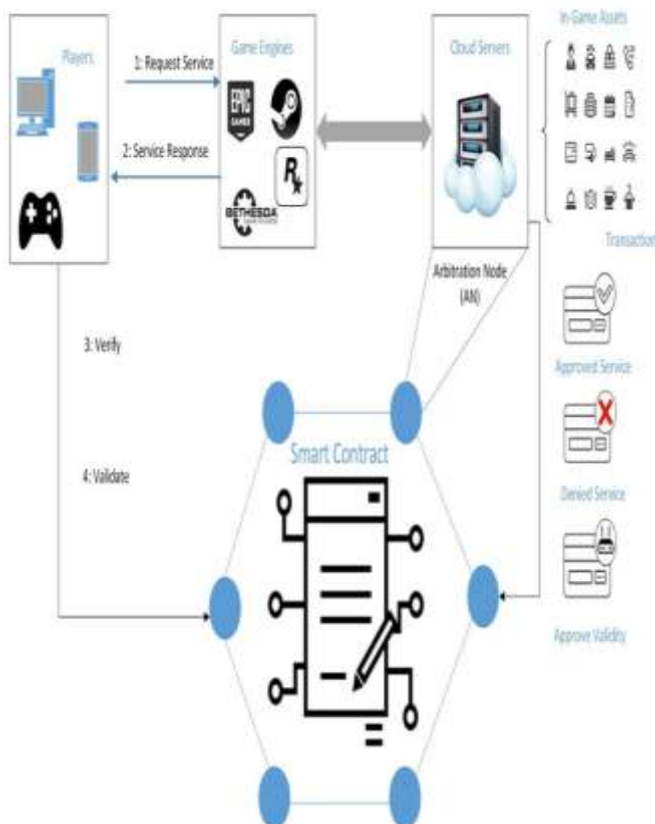 Players
Game Engines
Cloud Servers
In-Game Assets
1: Request Service
2: Service Response
EPIC
GAMES
R
BETHESDA
Transaction
Arbitration Node
(AN)
3: Verify
Approved Service
4: Validate
Smart Contract
Denied Service
Approve Validity